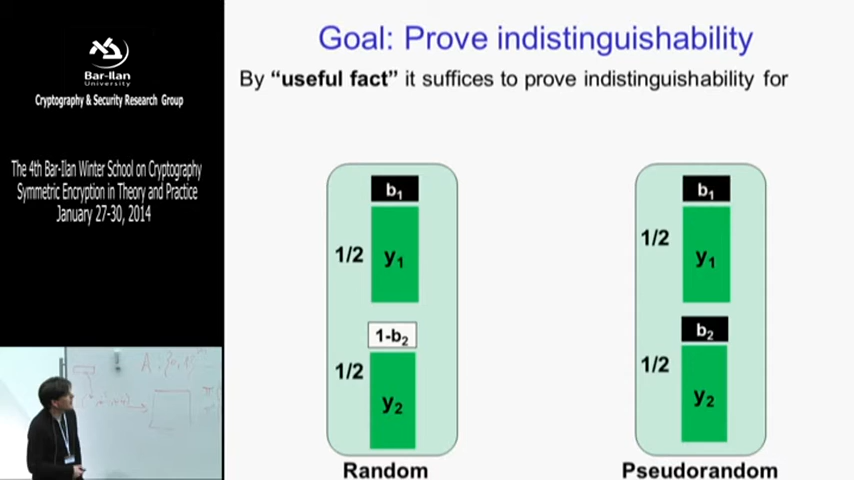 Bar-Ilan
University
Cryptography & Security Research Group
The 4th Bar-Ilan Winter School on Cryptography
Symmetric Encryption in Theory and Practice
January 27-30, 2014
Goal: Prove indistinguishability
By “useful fact” it suffices to prove indistinguishability for
b₁
1/2
y₁
1-b₂
1/2
y₂
Random
b₁
1/2
y₁
b₂
1/2
y₂
Pseudorandom